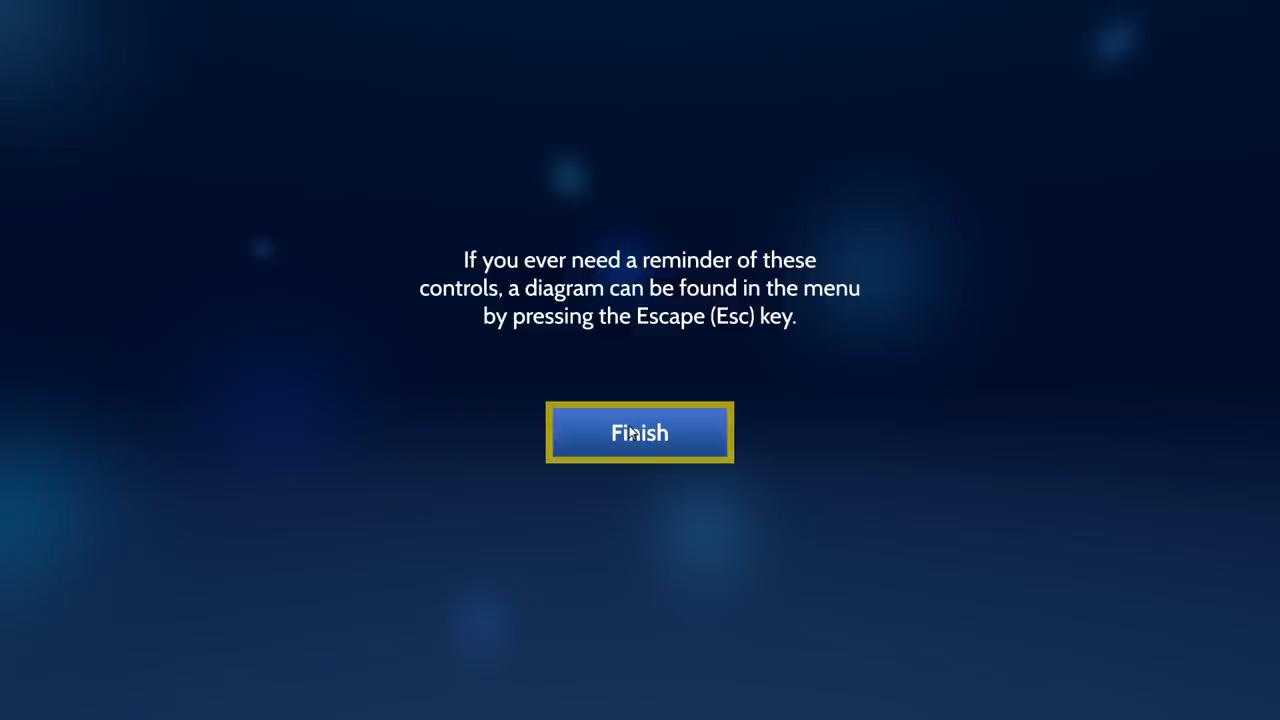 If you ever need a reminder of these
controls, a diagram can be found in the menu
by pressing the Escape (Esc) key.
Finish